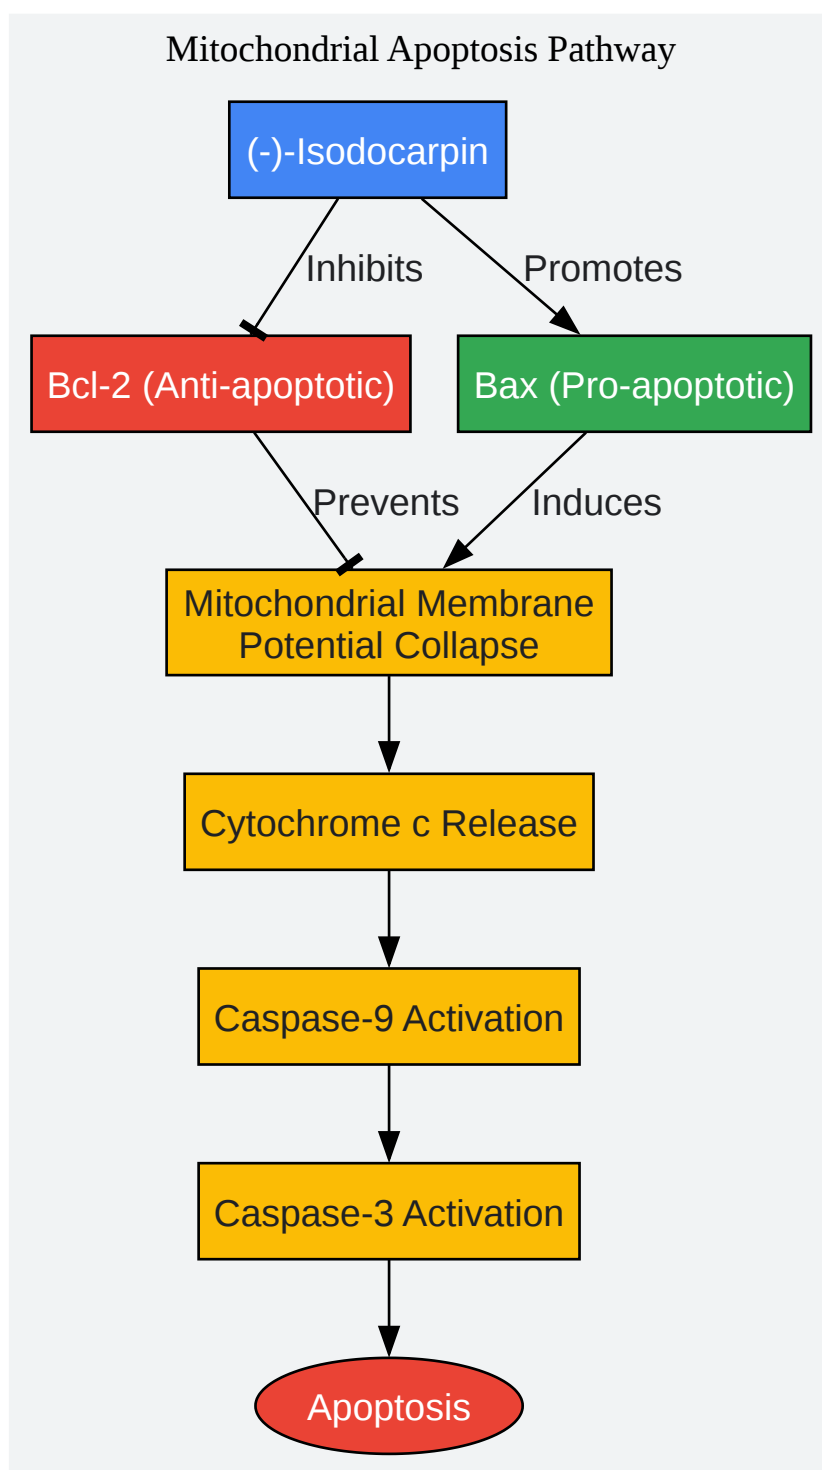 Mitochondrial Apoptosis Pathway
(-)-Isodocarpin
Inhibits
Promotes
Bcl-2 (Anti-apoptotic)
Bax (Pro-apoptotic)
Prevents
Induces
Mitochondrial Membrane
Potential Collapse
Cytochrome c Release
Caspase-9 Activation
Caspase-3 Activation
Apoptosis